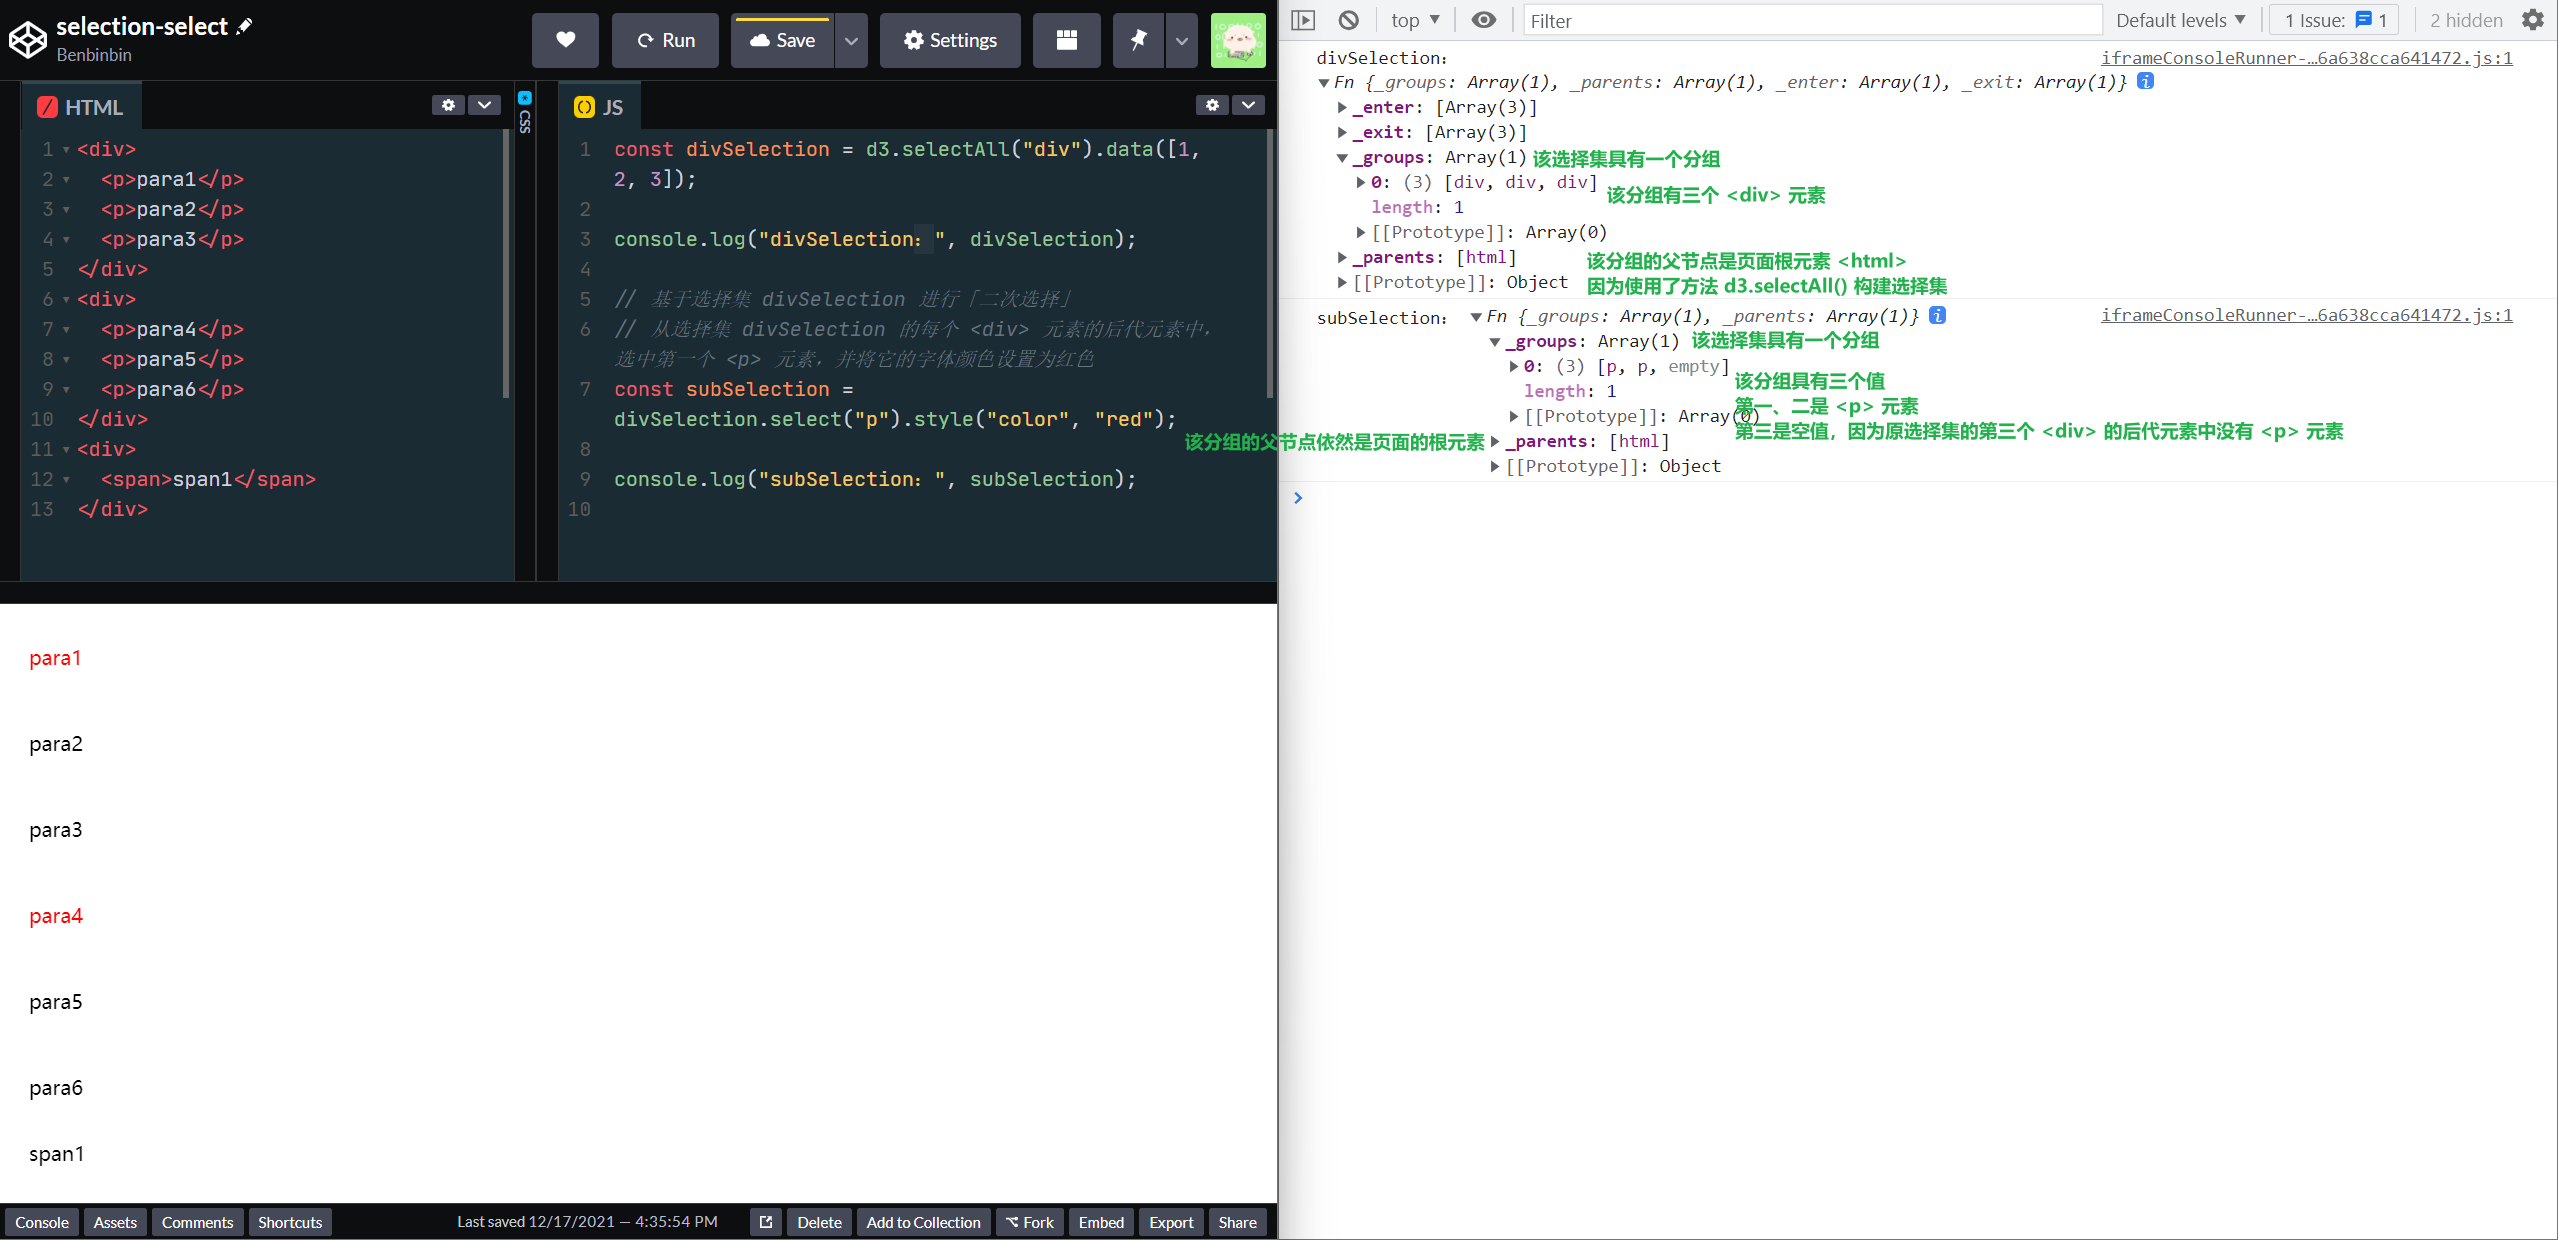 selection-select
Benbinbin
Run
Save
Settings
HTML
CSS
JS
1 <div>
2 <p>para1</p>
3 <p>para2</p>
4 <p>para3</p>
5 </div>
6 <div>
7 <p>para4</p>
8 <p>para5</p>
9 <p>para6</p>
10 </div>
11 <div>
12 <span>span1</span>
13 </div>
1 const divSelection = d3.selectAll("div").data([1,
2, 3]);
2
3 console.log("divSelection：", divSelection);
4
5 // 基于选择集 divSelection 进行「二次选择」
6 // 从选择集 divSelection 的每个 <div> 元素的后代元素中，
选中第一个 <p> 元素，并将它的字体颜色设置为红色
7 const subSelection =
divSelection.select("p").style("color", "red");
8
9 console.log("subSelection：", subSelection);
10
para1
para2
para3
para4
para5
para6
span1
Console
Assets
Comments
Shortcuts
Last saved 12/17/2021 — 4:35:54 PM
Delete
Add to Collection
Fork
Embed
Export
Share
top
Filter
Default levels
1 Issue: 1
2 hidden
divSelection：
iframeConsoleRunner-…6a638cca641472.js:1
Fn {_groups: Array(1), _parents: Array(1), _enter: Array(1), _exit: Array(1)} i
_enter: [Array(3)]
_exit: [Array(3)]
_groups: Array(1) 该选择集具有一个分组
0: (3) [div, div, div] 该分组有三个 <div> 元素
length: 1
[[Prototype]]: Array(0)
_parents: [html] 该分组的父节点是页面根元素 <html>
[[Prototype]]: Object 因为使用了方法 d3.selectAll() 构建选择集
subSelection： Fn {_groups: Array(1), _parents: Array(1)} i
iframeConsoleRunner-…6a638cca641472.js:1
_groups: Array(1) 该选择集具有一个分组
0: (3) [p, p, empty]
该分组具有三个值
length: 1
第一、二是 <p> 元素
[[Prototype]]: Array(0)
第三是空值，因为原选择集的第三个 <div> 的后代元素中没有 <p> 元素
该分组的父节点依然是页面的根元素 _parents: [html]
[[Prototype]]: Object